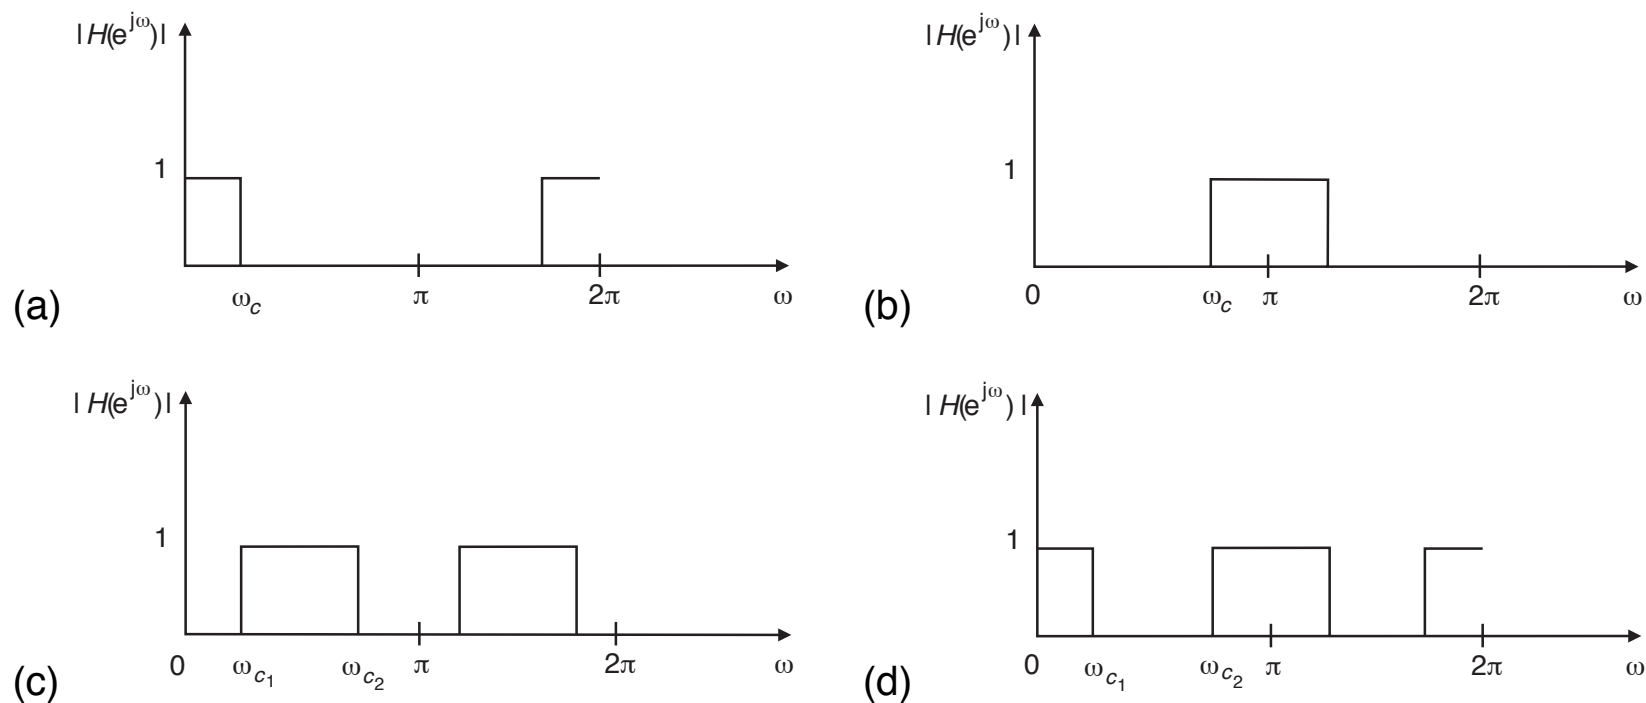 |H(e^jω)|
1
ω_c π 2π ω
(a)
|H(e^jω)|
1
0 ω_c π 2π ω
(b)
|H(e^jω)|
1
0 ω_c1 ω_c2 π 2π ω
(c)
|H(e^jω)|
1
0 ω_c1 ω_c2 π 2π ω
(d)